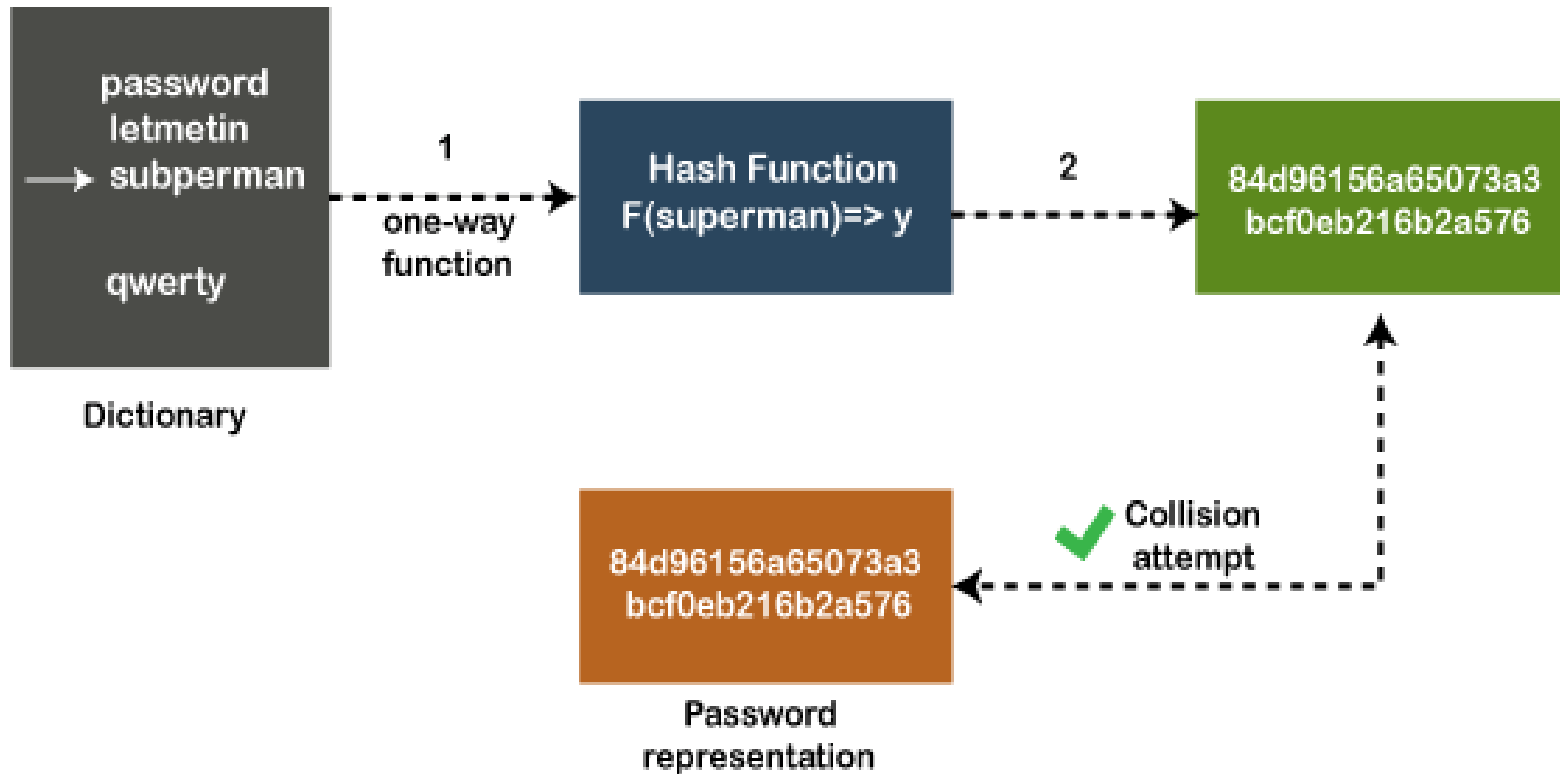 password
letmetin
subperman
qwerty
Dictionary
1
one-way
function
Hash Function
F(superman)=> y
2
84d96156a65073a3
bcf0eb216b2a576
Collision
attempt
84d96156a65073a3
bcf0eb216b2a576
Password
representation